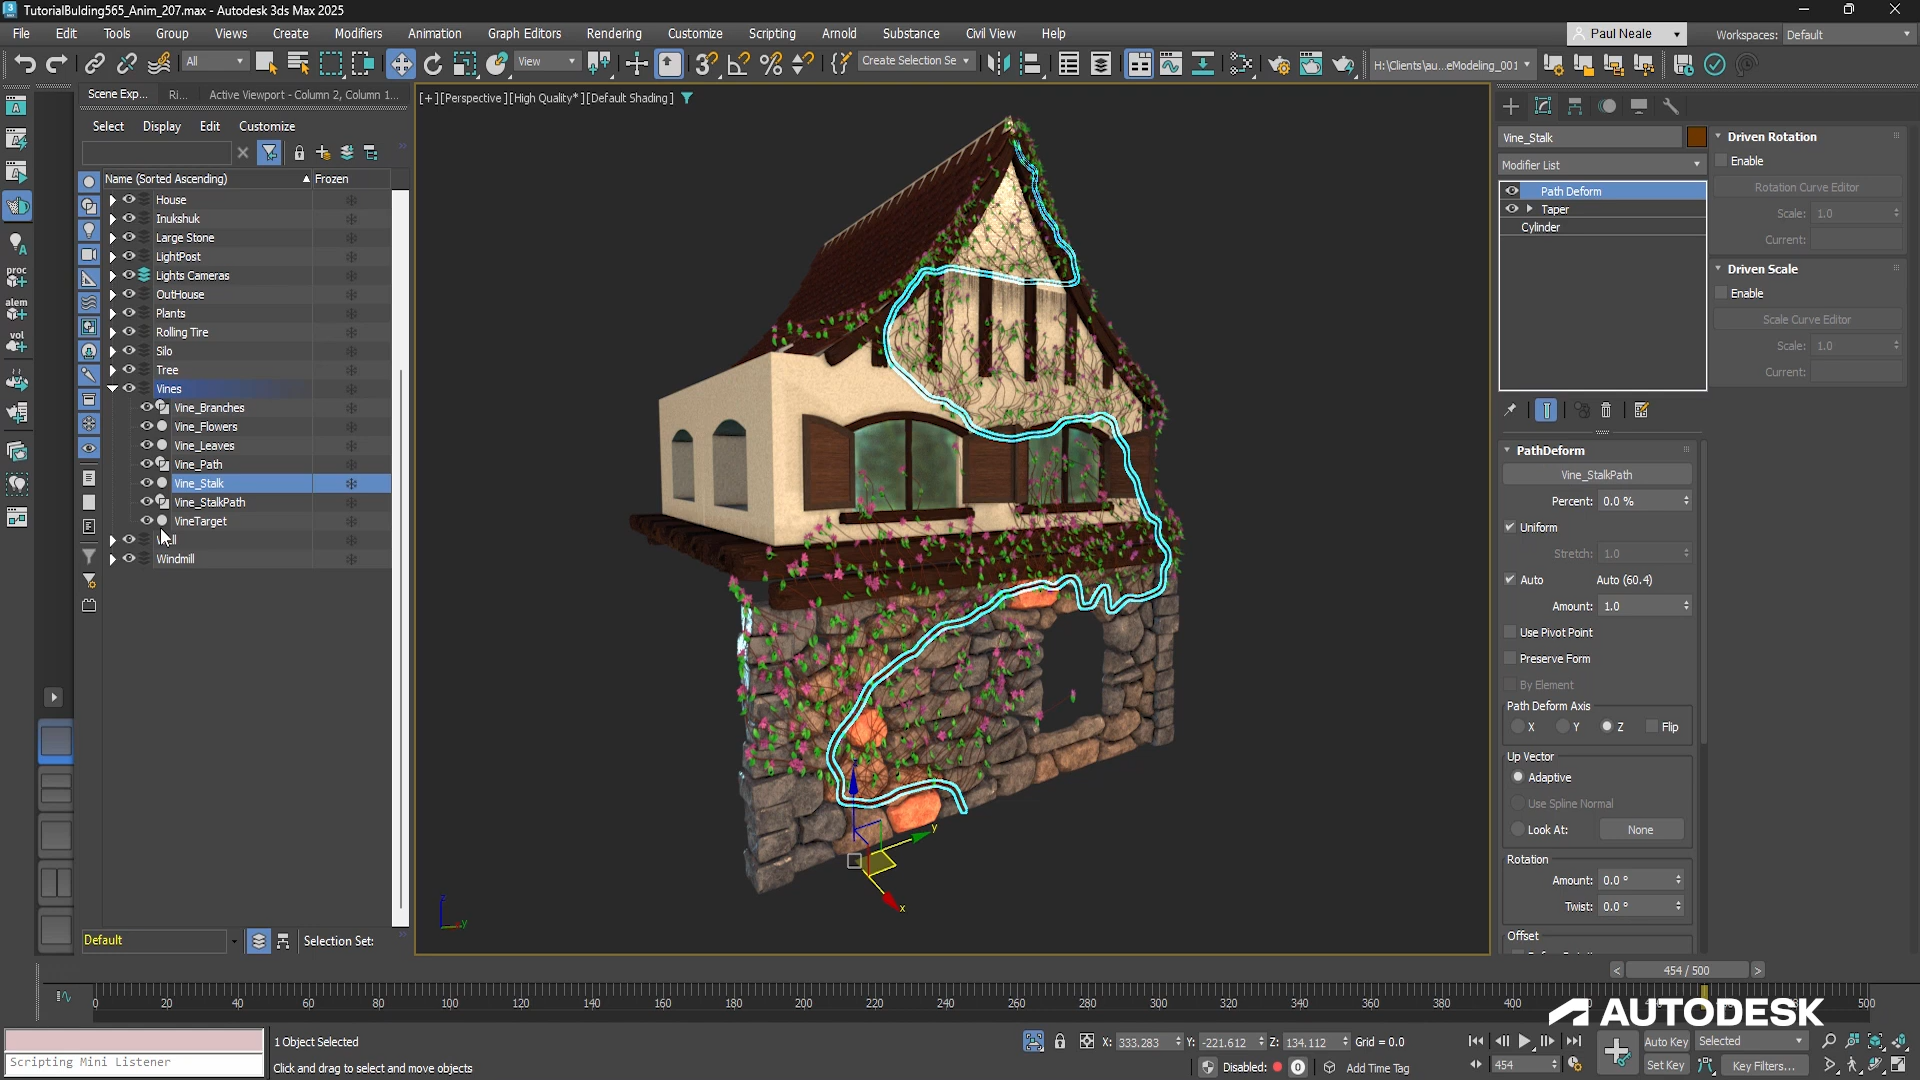 TutorialBulding565_Anim_207.max - Autodesk 3ds Max 2025
File Edit Tools Group Views Create Modifiers Animation Graph Editors Rendering Customize Scripting Arnold Substance Civil View Help
Paul Neale Workspaces: Default
All View Create Selection Se H:\Clients\au...eModeling_001
Scene Exp... Ri... Active Viewport - Column 2, Column 1...
[+][Perspective][High Quality*][Default Shading]
Select Display Edit Customize
Name (Sorted Ascending) Frozen
House
Inukshuk
Large Stone
LightPost
Lights Cameras
OutHouse
Plants
Rolling Tire
Silo
Tree
Vines
Vine_Branches
Vine_Flowers
Vine_Leaves
Vine_Path
Vine_Stalk
Vine_StalkPath
VineTarget
Windmill
proc
alem
vol
Default Selection Set:
Vine_Stalk
Modifier List
Path Deform
Taper
Cylinder
Driven Rotation
Enable
Rotation Curve Editor
Scale: 1.0
Current:
Driven Scale
Enable
Scale Curve Editor
Scale: 1.0
Current:
PathDeform
Vine_StalkPath
Percent: 0.0 %
Uniform
Stretch: 1.0
Auto Auto (60.4)
Amount: 1.0
Use Pivot Point
Preserve Form
By Element
Path Deform Axis
X Y Z Flip
Up Vector
Adaptive
Use Spline Normal
Look At: None
Rotation
Amount: 0.0 °
Twist: 0.0 °
Offset
x y
z y
< 454 / 500 >
0 20 40 60 80 100 120 140 160 180 200 220 240 260 280 300 320 340 360 380 400 500
AUTODESK
1 Object Selected
X: 333.283 Y: -221.612 Z: 134.112 Grid = 0.0
Auto Key Selected
Scripting Mini Listener
Click and drag to select and move objects
Disabled: 0 Add Time Tag
454 Set Key Key Filters...